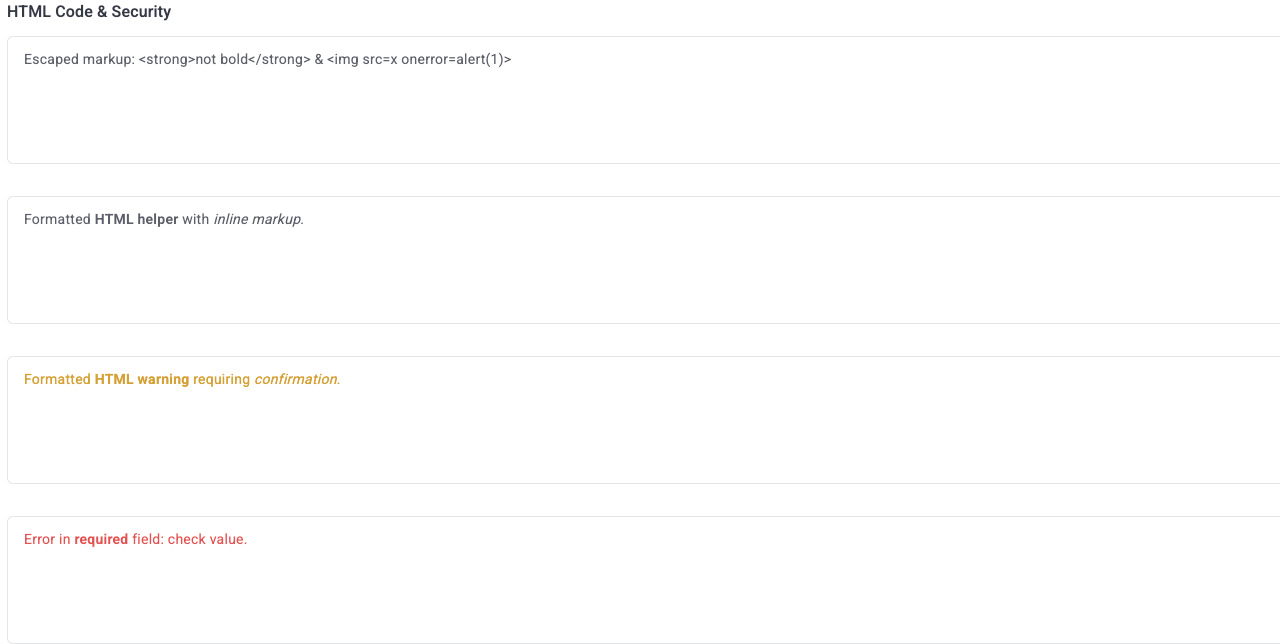 HTML Code & Security
Escaped markup: <strong>not bold</strong> & <img src=x onerror=alert(1)>
Formatted HTML helper with inline markup.
Formatted HTML warning requiring confirmation.
Error in required field: check value.